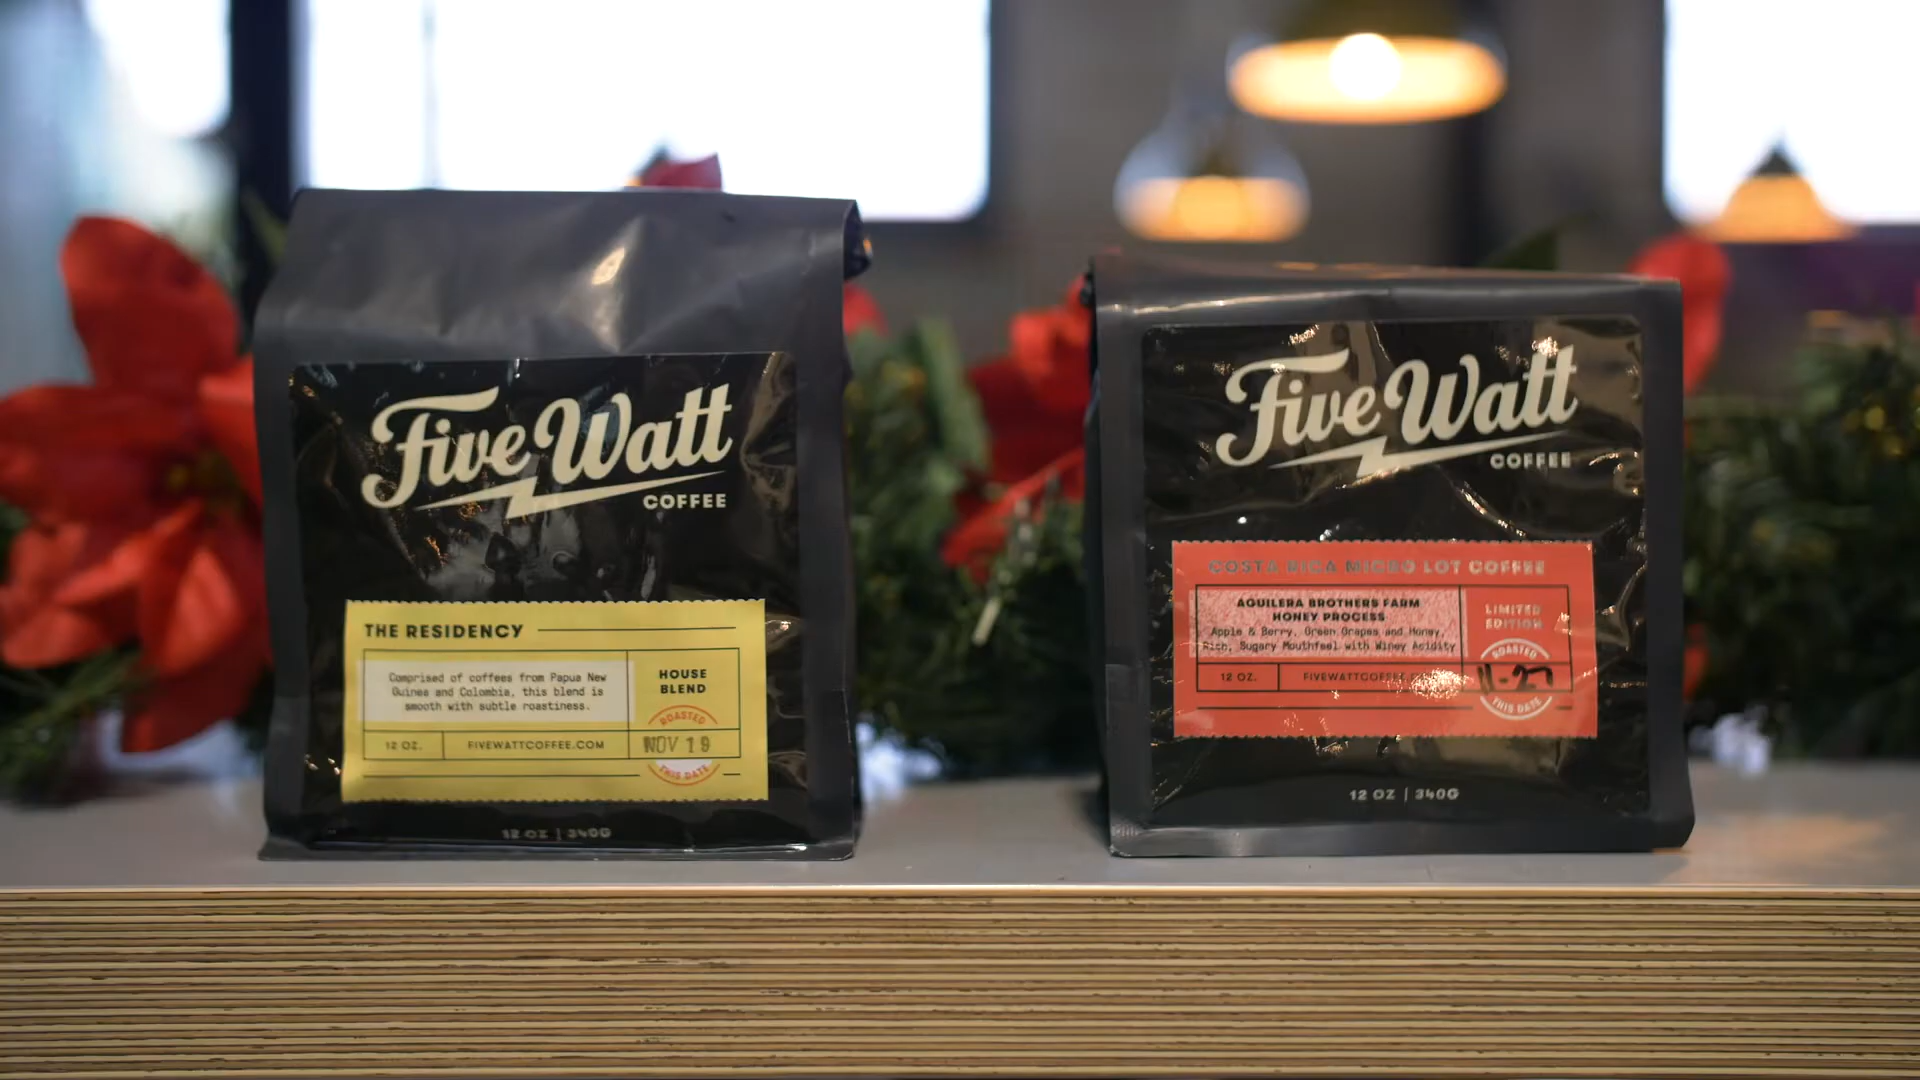 Five Watt
COFFEE
THE RESIDENCY
Comprised of coffees from Papua New
Guinea and Colombia, this blend is
smooth with subtle roastiness.
HOUSE
BLEND
ROASTED
NOV 19
THIS DATE
12 OZ.
FIVEWATTCOFFEE.COM
12 OZ | 340G
Five Watt
COFFEE
COSTA RICA MICRO LOT COFFEE
AGUILERA BROTHERS FARM
HONEY PROCESS
Apple & Berry, Green Grapes and Honey,
Rich, Sugary Mouthfeel with Winey Acidity
LIMITED
EDITION
ROASTED
11-27
THIS DATE
12 OZ.
12 OZ | 340G